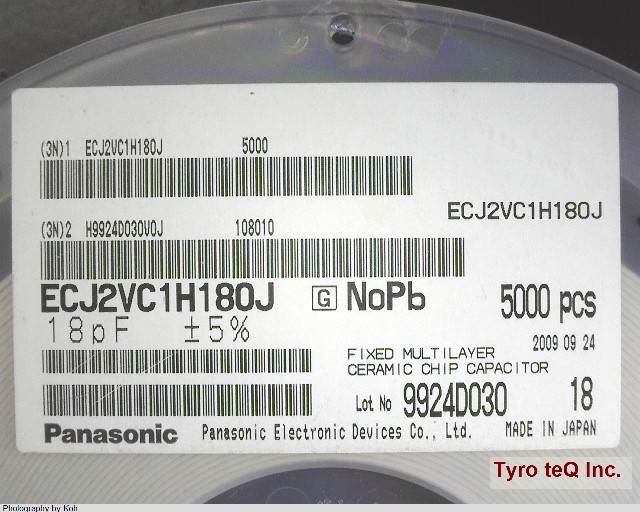 (3N)1 ECJ2VC1H180J 5000
ECJ2VC1H180J
(3N)2 H9924D030V0J 108010
ECJ2VC1H180J G NoPb 5000 pcs
18pF ±5%
2009 09 24
FIXED MULTILAYER
CERAMIC CHIP CAPACITOR
Lot No 9924D030 18
Panasonic Panasonic Electronic Devices Co., Ltd. MADE IN JAPAN
Tyro teQ Inc.
Photography by Koh